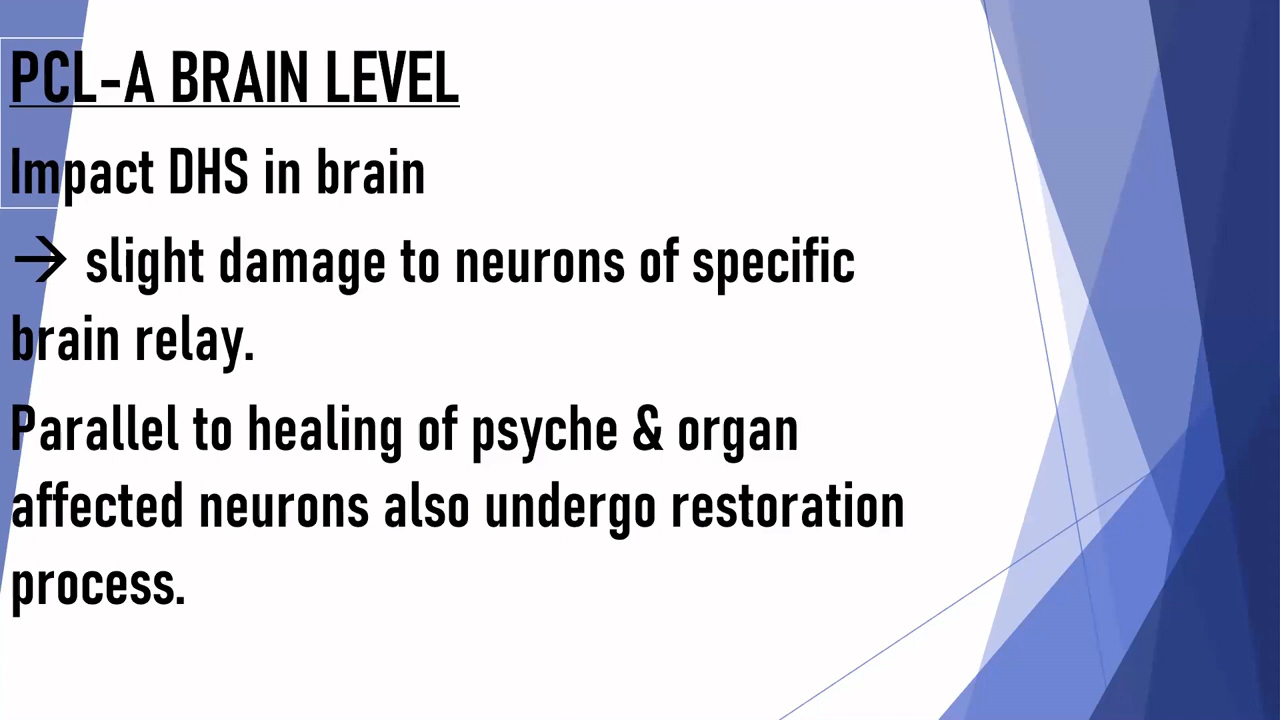 PCL-A BRAIN LEVEL
Impact DHS in brain
→ slight damage to neurons of specific
brain relay.
Parallel to healing of psyche & organ
affected neurons also undergo restoration
process.